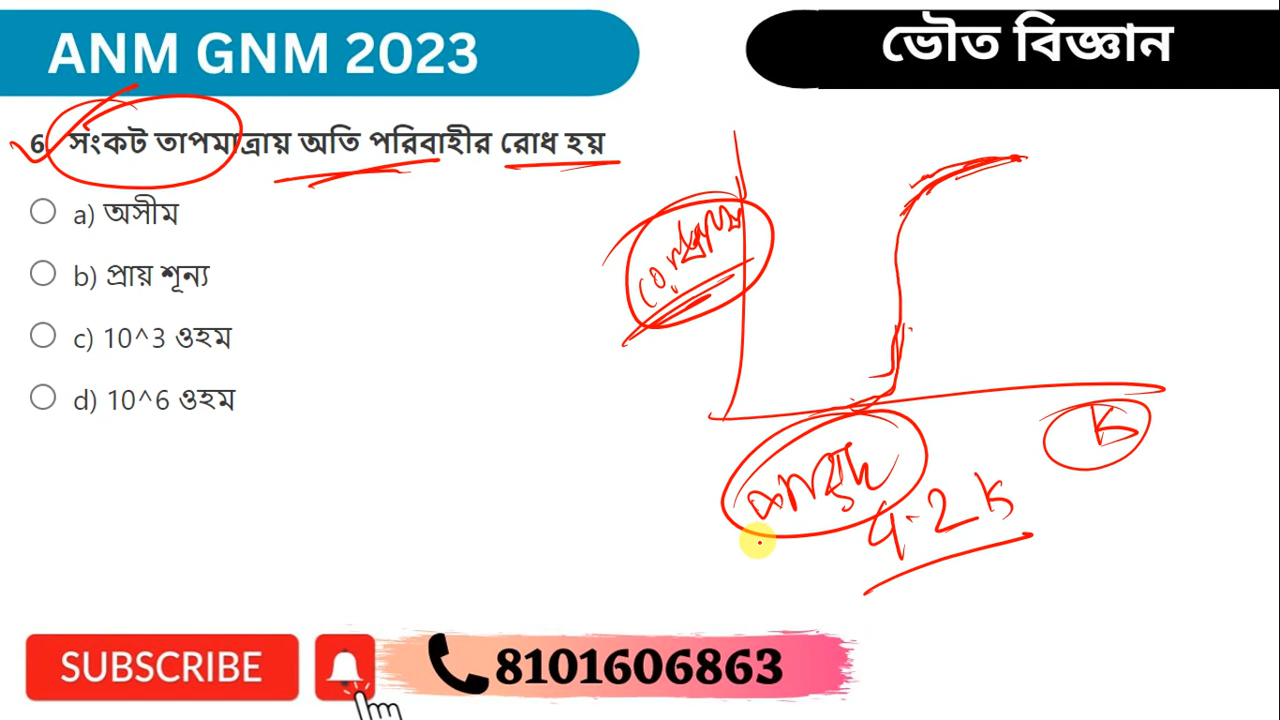 ANM GNM 2023
ভৌত বিজ্ঞান
6. সংকট তাপমাত্রায় অতি পরিবাহীর রোধ হয়
a) অসীম
b) প্রায় শূন্য
c) 10^3 ওহম
d) 10^6 ওহম
K
4.2 K
SUBSCRIBE
8101606863